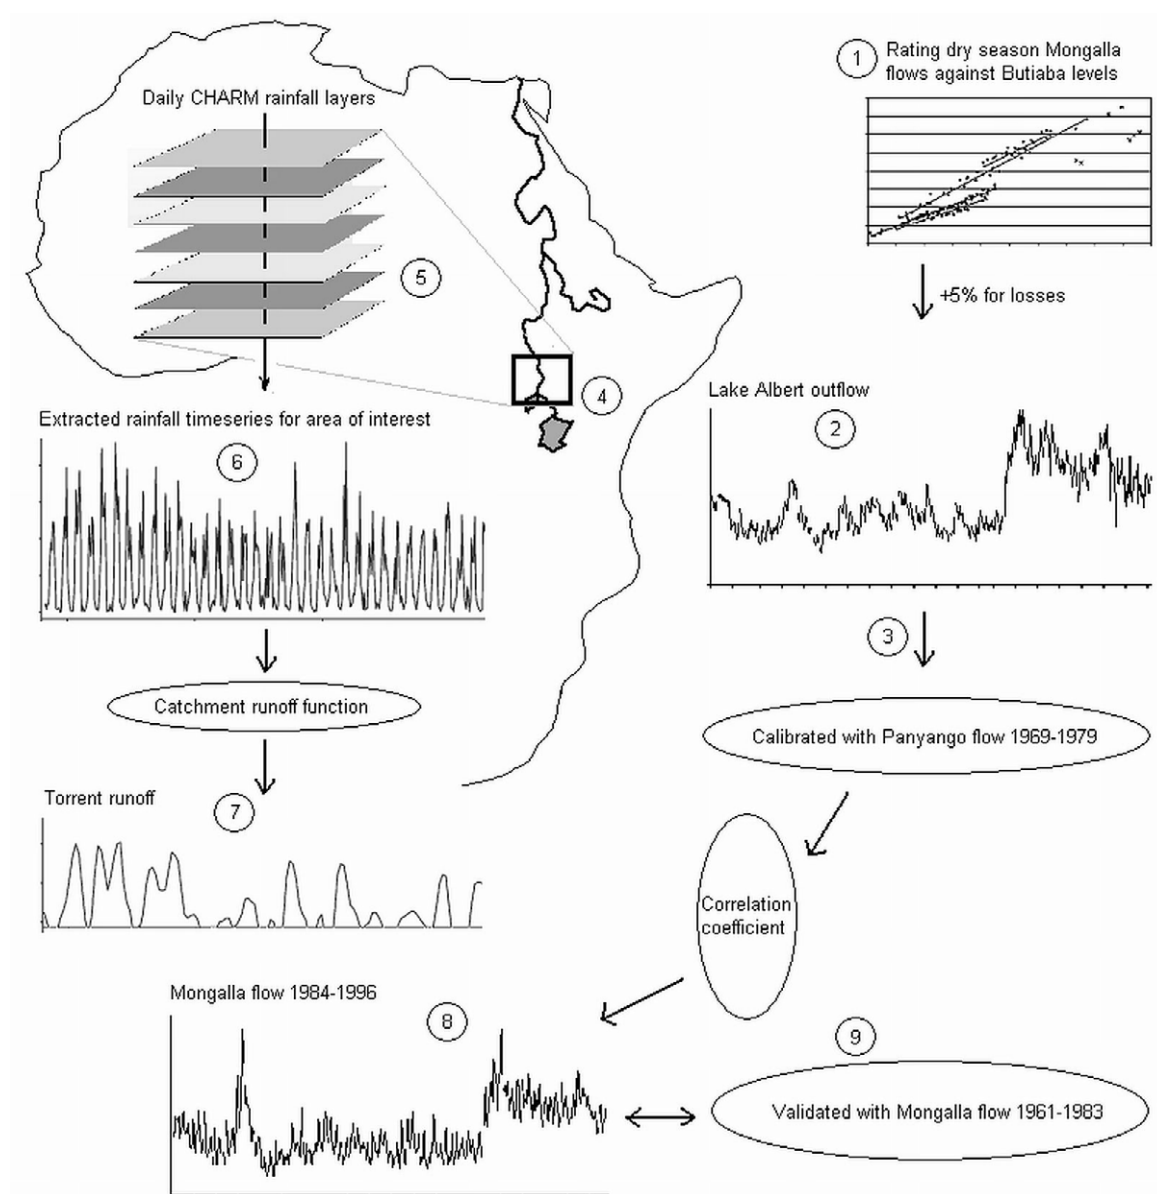 1
Rating dry season Mongalla
flows against Butiaba levels
Daily CHARM rainfall layers
5
+5% for losses
4
Lake Albert outflow
2
Extracted rainfall timeseries for area of interest
6
3
Catchment runoff function
Calibrated with Panyango flow 1969-1979
Torrent runoff
7
Correlation
coefficient
Mongalla flow 1984-1996
8
9
Validated with Mongalla flow 1961-1983